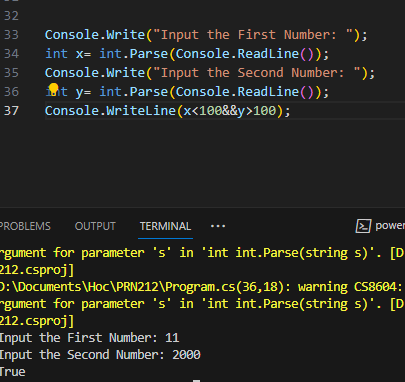 32
33 Console.Write("Input the First Number: ");
34 int x= int.Parse(Console.ReadLine());
35 Console.Write("Input the Second Number: ");
36 int y= int.Parse(Console.ReadLine());
37 Console.WriteLine(x<100&&y>100);
PROBLEMS OUTPUT TERMINAL ··· power
rgument for parameter 's' in 'int int.Parse(string s)'. [D
212.csproj]
D:\Documents\Hoc\PRN212\Program.cs(36,18): warning CS8604:
rgument for parameter 's' in 'int int.Parse(string s)'. [D
212.csproj]
Input the First Number: 11
Input the Second Number: 2000
True